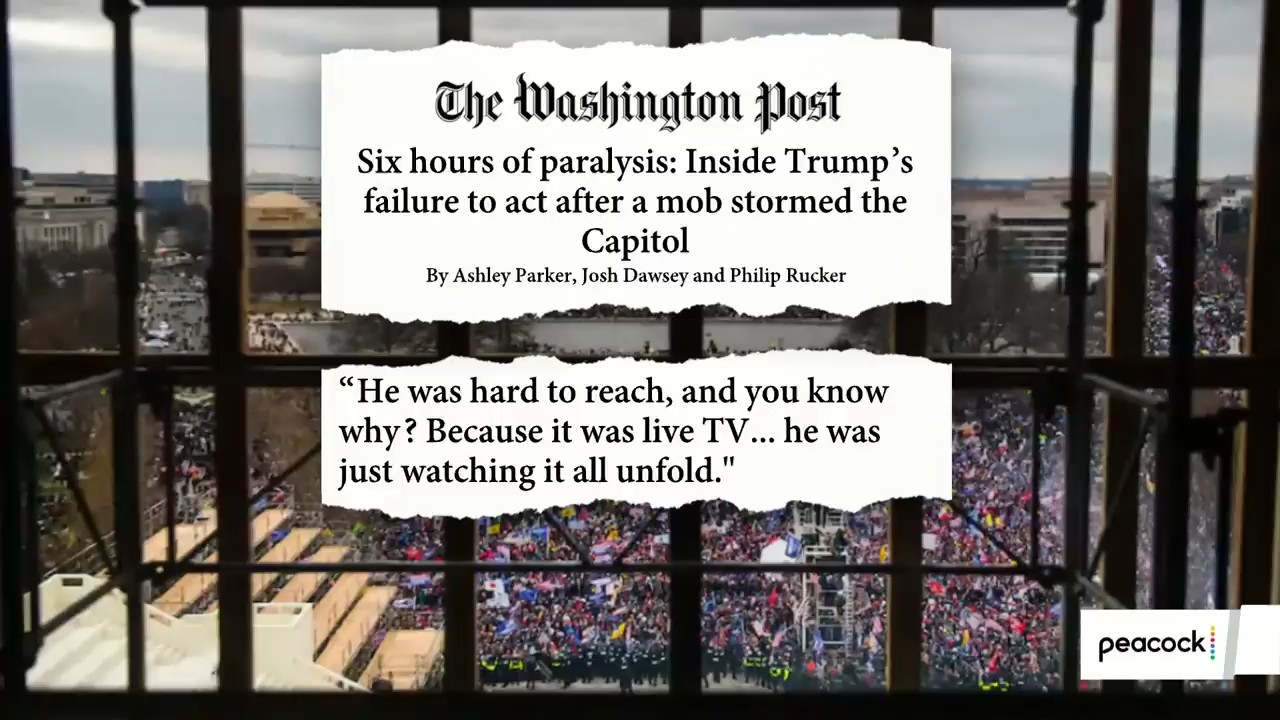 The Washington Post
Six hours of paralysis: Inside Trump’s
failure to act after a mob stormed the
Capitol
By Ashley Parker, Josh Dawsey and Philip Rucker
“He was hard to reach, and you know
why? Because it was live TV... he was
just watching it all unfold."
peacock